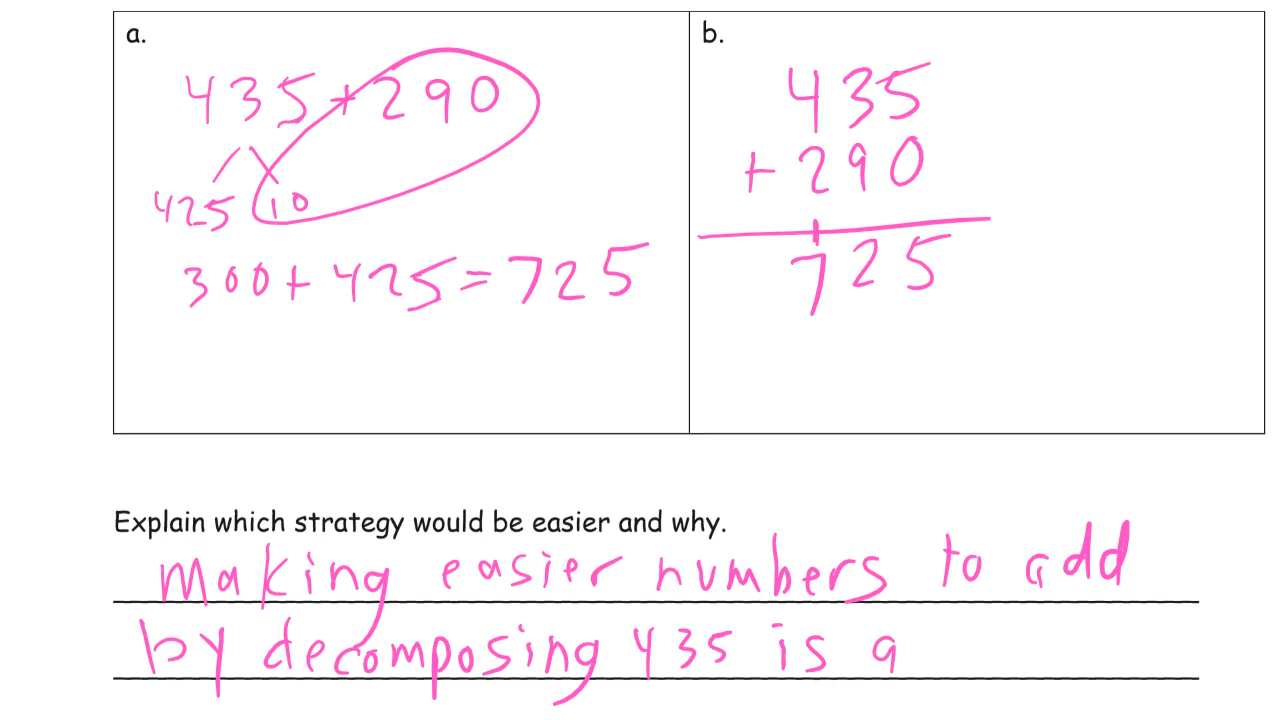 a.
435 + 290
425 10
300 + 425 = 725
b.
435
+ 290
1
725
Explain which strategy would be easier and why.
Making easier numbers to add
by decomposing 435 is a